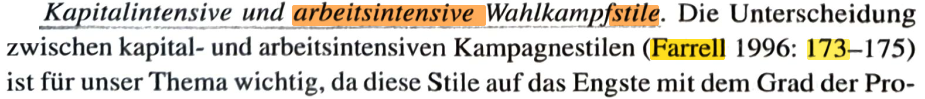 Kapitalintensive und arbeitsintensive Wahlkampfstile. Die Unterscheidung
zwischen kapital- und arbeitsintensiven Kampagnestilen (Farrell 1996: 173–175)
ist für unser Thema wichtig, da diese Stile auf das Engste mit dem Grad der Pro-